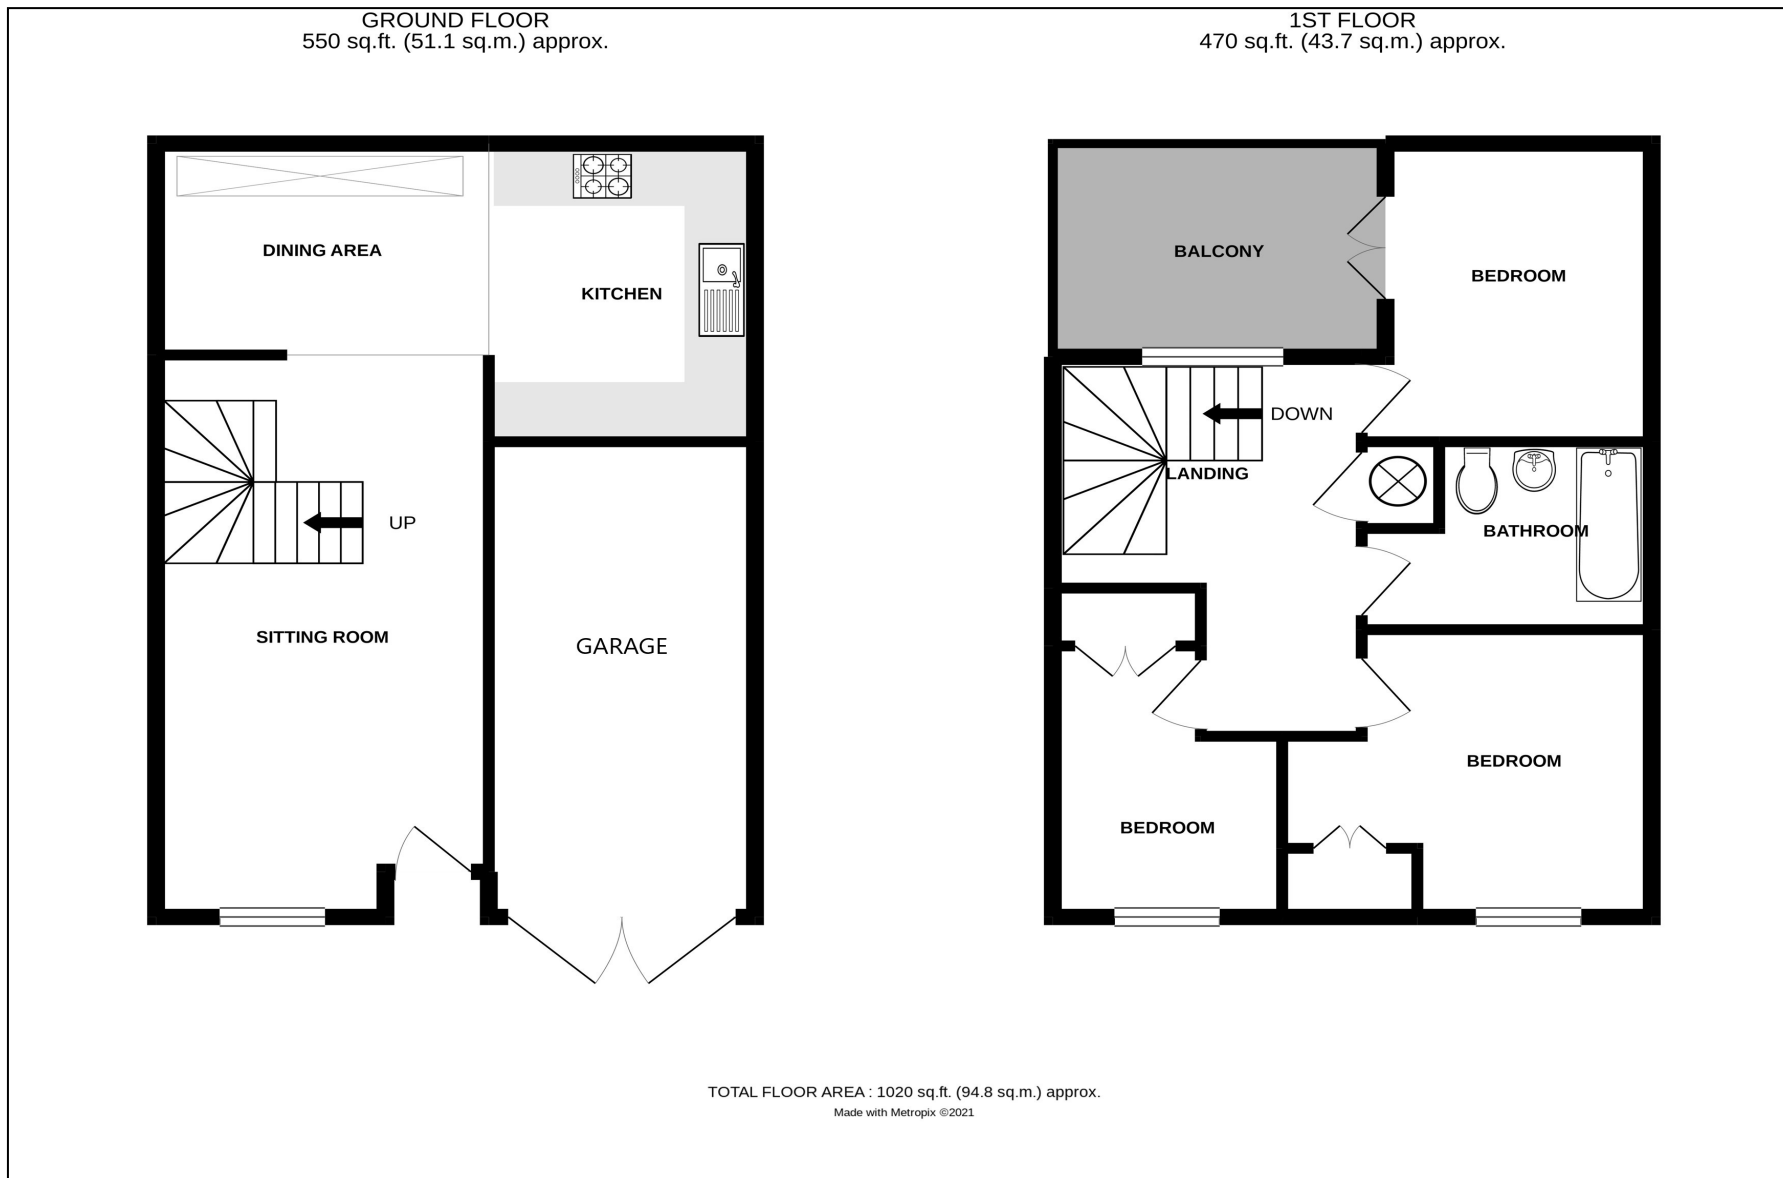 GROUND FLOOR
550 sq.ft. (51.1 sq.m.) approx.
1ST FLOOR
470 sq.ft. (43.7 sq.m.) approx.
DINING AREA
KITCHEN
UP
SITTING ROOM
GARAGE
BALCONY
BEDROOM
DOWN
LANDING
BATHROOM
BEDROOM
BEDROOM
TOTAL FLOOR AREA : 1020 sq.ft. (94.8 sq.m.) approx.
Made with Metropix ©2021